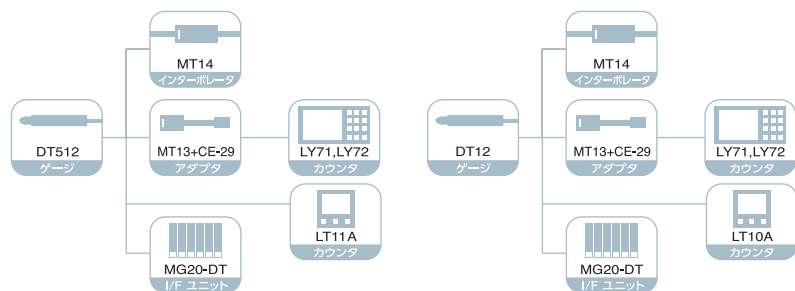 MT14
インターポレータ
DT512
ゲージ
MT13+CE-29
アダプタ
LY71,LY72
カウンタ
LT11A
カウンタ
MG20-DT
I/F ユニット
MT14
インターポレータ
DT12
ゲージ
MT13+CE-29
アダプタ
LY71,LY72
カウンタ
LT10A
カウンタ
MG20-DT
I/F ユニット